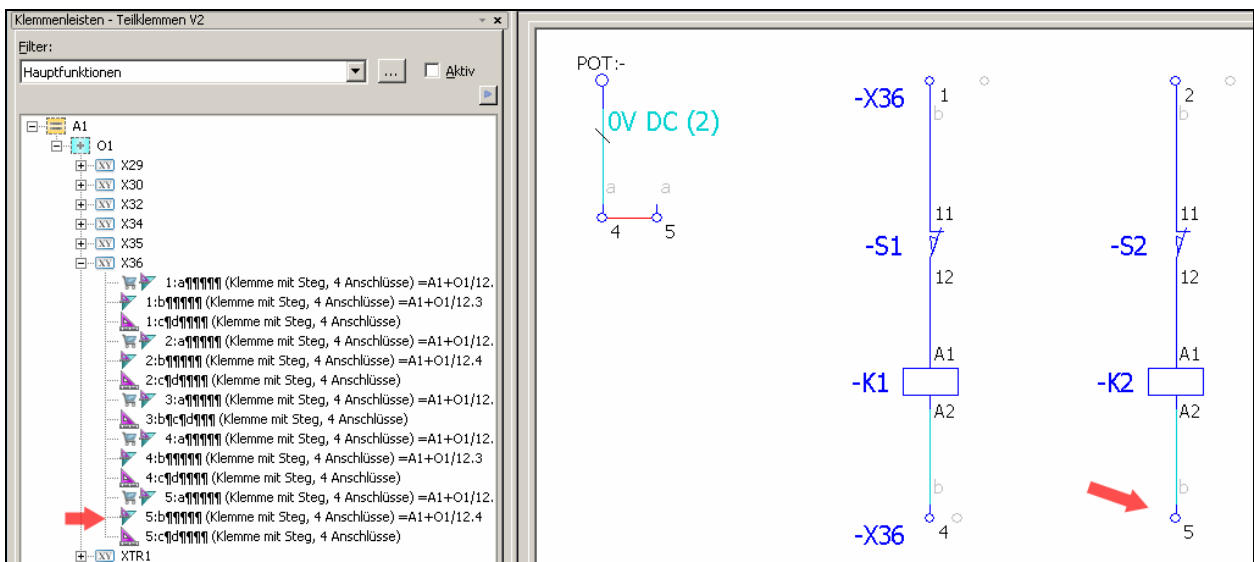 Klemmenleisten - Teilklemmen V2
Filter:
Hauptfunktionen
...
Aktiv
A1
O1
X29
X30
X32
X34
X35
X36
1:a¶¶¶¶¶ (Klemme mit Steg, 4 Anschlüsse) =A1+O1/12.
1:b¶¶¶¶¶ (Klemme mit Steg, 4 Anschlüsse) =A1+O1/12.3
1:c¶d¶¶¶¶ (Klemme mit Steg, 4 Anschlüsse)
2:a¶¶¶¶¶ (Klemme mit Steg, 4 Anschlüsse) =A1+O1/12.
2:b¶¶¶¶¶ (Klemme mit Steg, 4 Anschlüsse) =A1+O1/12.4
2:c¶d¶¶¶¶ (Klemme mit Steg, 4 Anschlüsse)
3:a¶¶¶¶¶ (Klemme mit Steg, 4 Anschlüsse) =A1+O1/12.
3:b¶c¶d¶¶¶ (Klemme mit Steg, 4 Anschlüsse)
4:a¶¶¶¶¶ (Klemme mit Steg, 4 Anschlüsse) =A1+O1/12.
4:b¶¶¶¶¶ (Klemme mit Steg, 4 Anschlüsse) =A1+O1/12.3
4:c¶d¶¶¶¶ (Klemme mit Steg, 4 Anschlüsse)
5:a¶¶¶¶¶ (Klemme mit Steg, 4 Anschlüsse) =A1+O1/12.
5:b¶¶¶¶¶ (Klemme mit Steg, 4 Anschlüsse) =A1+O1/12.4
5:c¶d¶¶¶¶ (Klemme mit Steg, 4 Anschlüsse)
XTR1
POT:-
0V DC (2)
a a
4 5
-X36 1
b
11
-S1
12
A1
-K1
A2
b
-X36 4
2
b
11
-S2
12
A1
-K2
A2
b
5